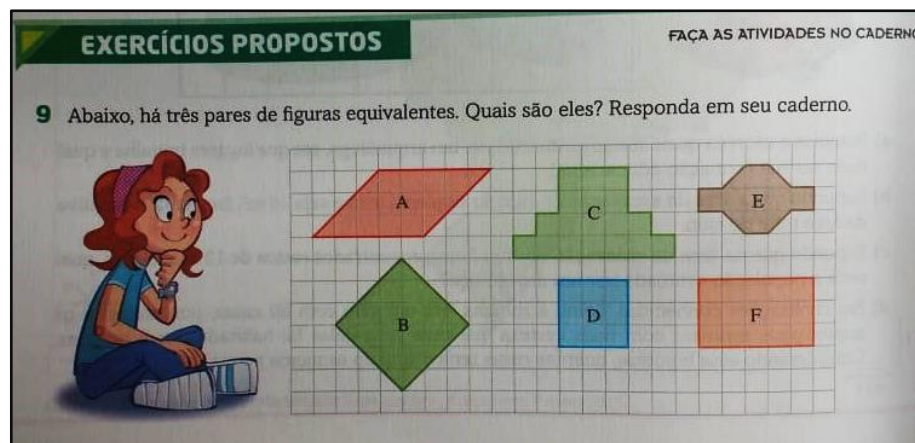 EXERCÍCIOS PROPOSTOS
FAÇA AS ATIVIDADES NO CADERNO
9 Abaixo, há três pares de figuras equivalentes. Quais são eles? Responda em seu caderno.
A
C
E
B
D
F